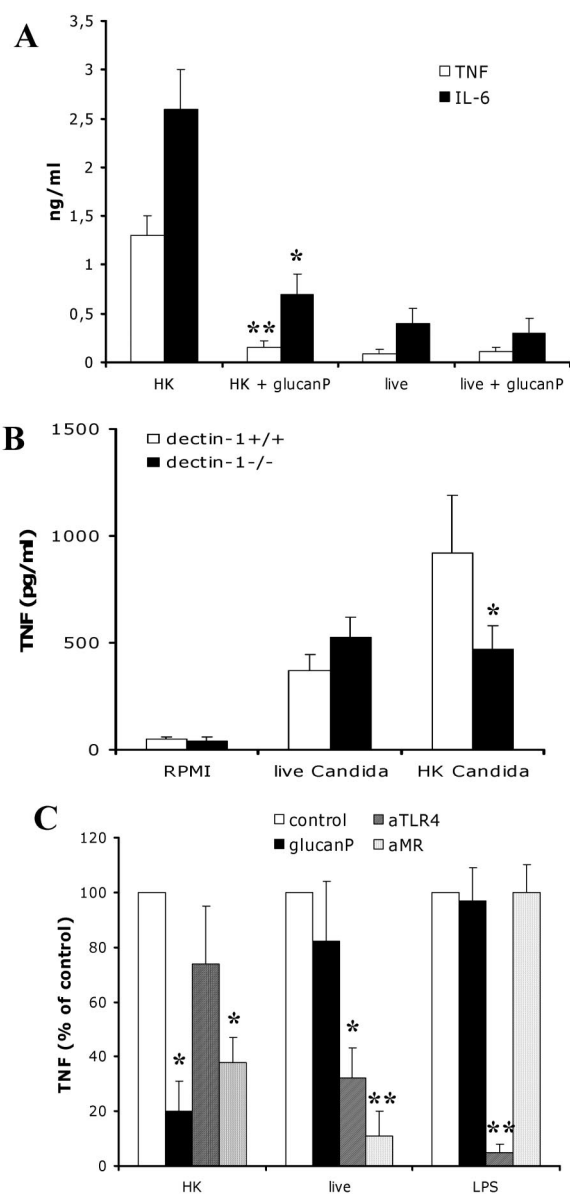 A
3,5
3
2,5
2
1,5
1
0,5
0
ng/ml
TNF
IL-6
** *
HK HK + glucanP live live + glucanP
B
1500
1000
500
0
TNF (pg/ml)
dectin-1+/+
dectin-1-/-
*
RPMI live Candida HK Candida
C
control aTLR4
glucanP aMR
120
100
80
60
40
20
0
TNF (% of control)
* * * ** **
HK live LPS